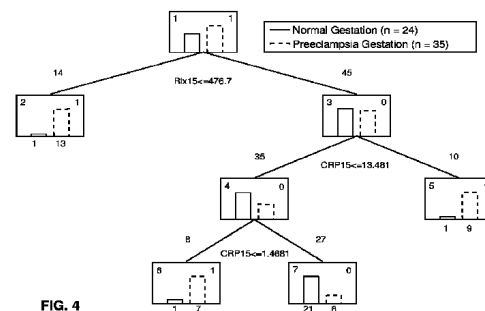 1 1
Normal Gestation (n = 24)
Preeclampsia Gestation (n = 35)
14 45
Rlx15<=476.7
2 1
3 0
1 13
35 10
CRP15<=13.481
4 0
5
1 9
8 27
CRP15<=1.4681
6 1
7 0
1 7
21 6
FIG. 4